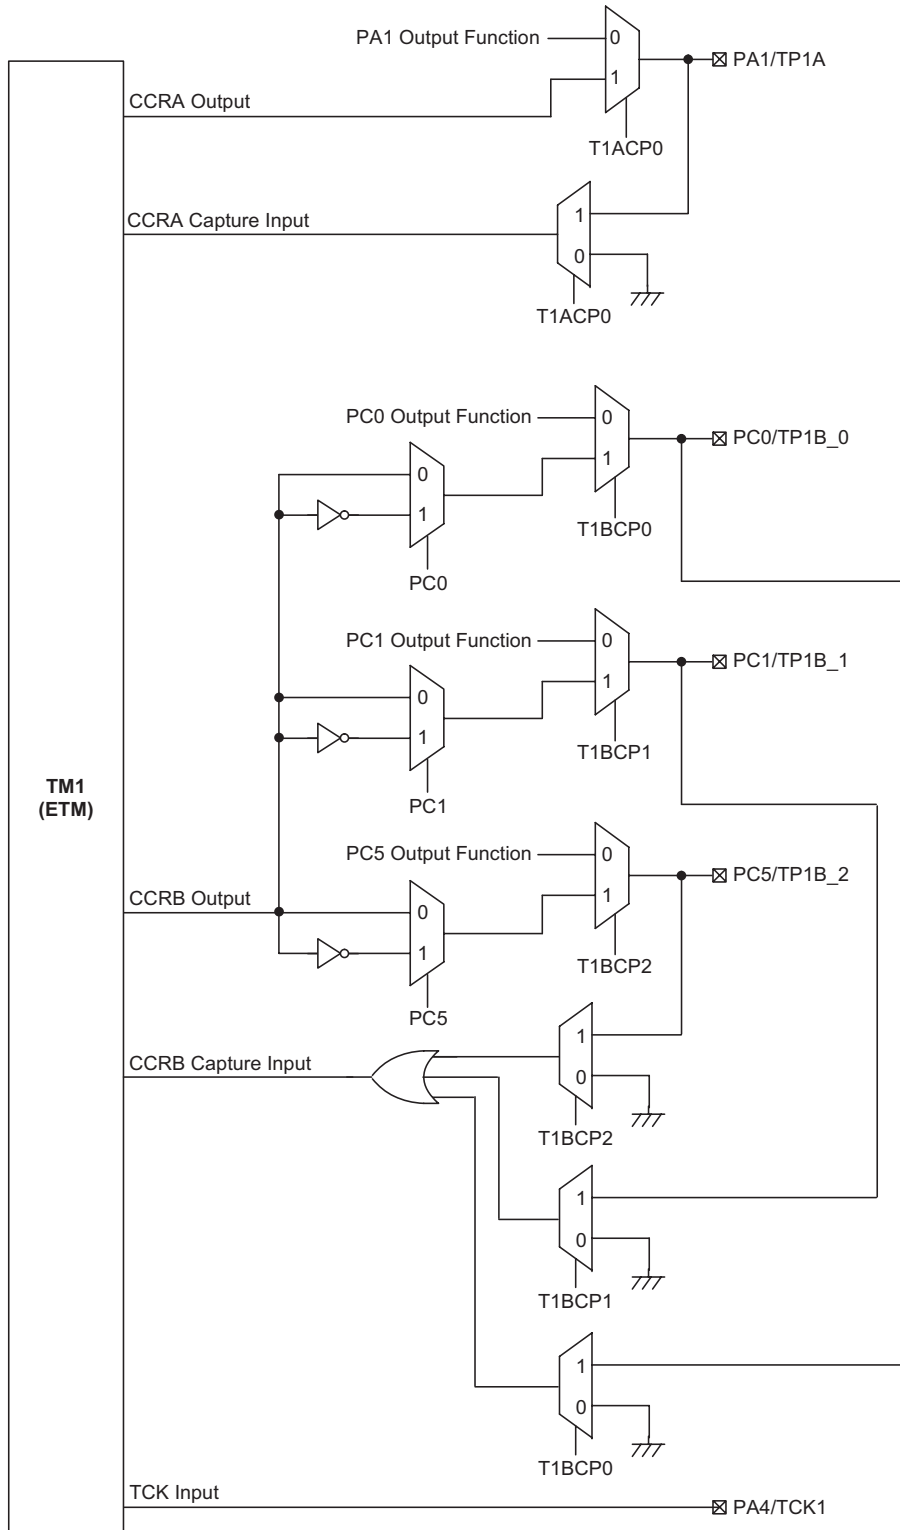 PA1 Output Function
0
1
PA1/TP1A
CCRA Output
T1ACP0
CCRA Capture Input
1
0
T1ACP0
PC0 Output Function
0
1
PC0/TP1B_0
0
1
T1BCP0
PC0
PC1 Output Function
0
1
PC1/TP1B_1
0
1
T1BCP1
PC1
TM1
(ETM)
PC5 Output Function
0
1
PC5/TP1B_2
CCRB Output
0
1
T1BCP2
PC5
CCRB Capture Input
1
0
T1BCP2
1
0
T1BCP1
1
0
T1BCP0
TCK Input
PA4/TCK1